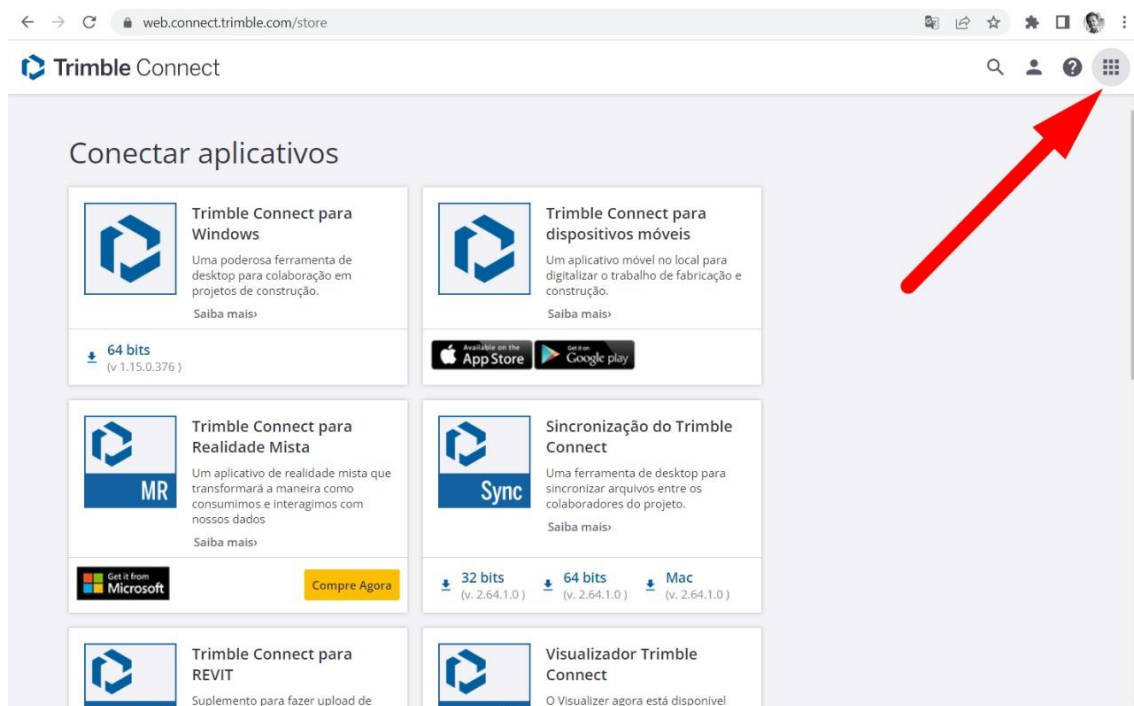 web.connect.trimble.com/store
Trimble Connect
Conectar aplicativos
Trimble Connect para
Windows
Uma poderosa ferramenta de
desktop para colaboração em
projetos de construção.
Saiba mais›
64 bits
(v 1.15.0.376 )
Trimble Connect para
dispositivos móveis
Um aplicativo móvel no local para
digitalizar o trabalho de fabricação e
construção.
Saiba mais›
Available on the
App Store
Get it on
Google play
Trimble Connect para
Realidade Mista
MR
Um aplicativo de realidade mista que
transformará a maneira como
consumimos e interagimos com
nossos dados
Saiba mais›
Get it from
Microsoft
Compre Agora
Sincronização do Trimble
Connect
Sync
Uma ferramenta de desktop para
sincronizar arquivos entre os
colaboradores do projeto.
Saiba mais›
32 bits
(v. 2.64.1.0 )
64 bits
(v. 2.64.1.0 )
Mac
(v. 2.64.1.0 )
Trimble Connect para
REVIT
Suplemento para fazer upload de
Visualizador Trimble
Connect
O Visualizer agora está disponível